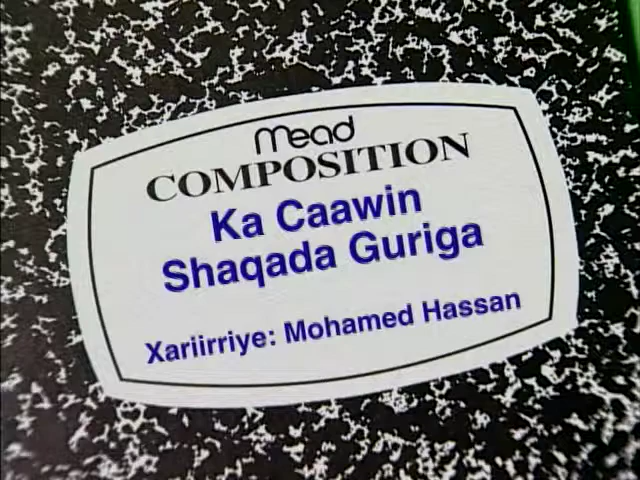 Mead
COMPOSITION
Ka Caawin
Shaqada Guriga
Xariirriye: Mohamed Hassan